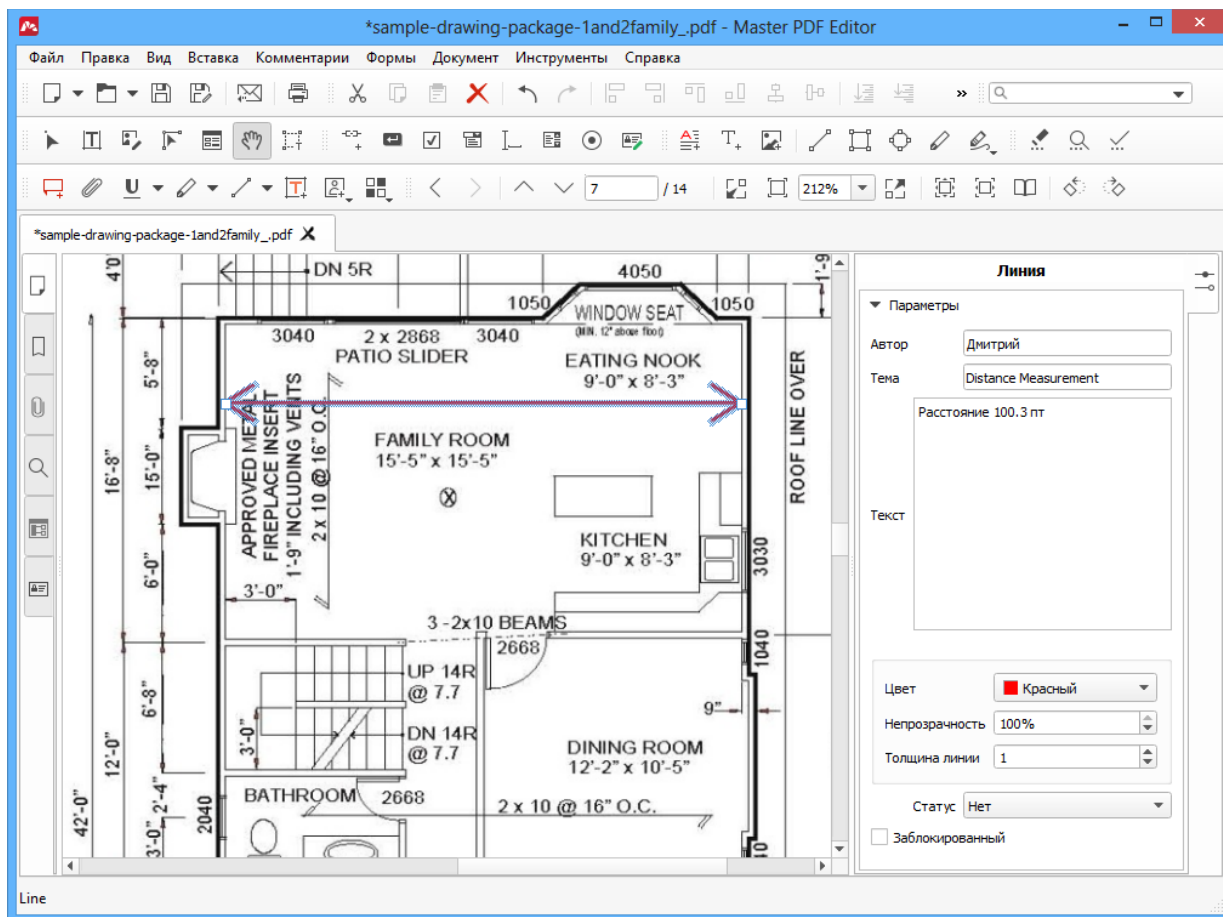 *sample-drawing-package-1and2family_.pdf - Master PDF Editor
Файл Правка Вид Вставка Комментарии Формы Документ Инструменты Справка
7 / 14 212%
*sample-drawing-package-1and2family_.pdf
4'0
DN 5R
4050
1'-9
1050
WINDOW SEAT
1050
(MIN. 12" above floor)
3040
2 x 2868
3040
PATIO SLIDER
EATING NOOK
9'-0" x 8'-3"
5'-8"
ROOF LINE OVER
APPROVED METAL
FIREPLACE INSERT
1'-9" INCLUDING VENTS
2 x 10 @ 16" O.C.
FAMILY ROOM
15'-5" x 15'-5"
16'-8"
15'-0"
KITCHEN
9'-0" x 8'-3"
3030
6'-0"
3'-0"
3 -2x10 BEAMS
2668
1040
UP 14R
@ 7.7
6'-8"
9"
3'-0"
DN 14R
@ 7.7
12'-0"
DINING ROOM
12'-2" x 10'-5"
BATHROOM
2668
2 x 10 @ 16" O.C.
42'-0"
2'-4"
3'-0"
2040
Линия
Параметры
Автор Дмитрий
Тема Distance Measurement
Текст Расстояние 100.3 пт
Цвет Красный
Непрозрачность 100%
Толщина линии 1
Статус Нет
Заблокированный
Line